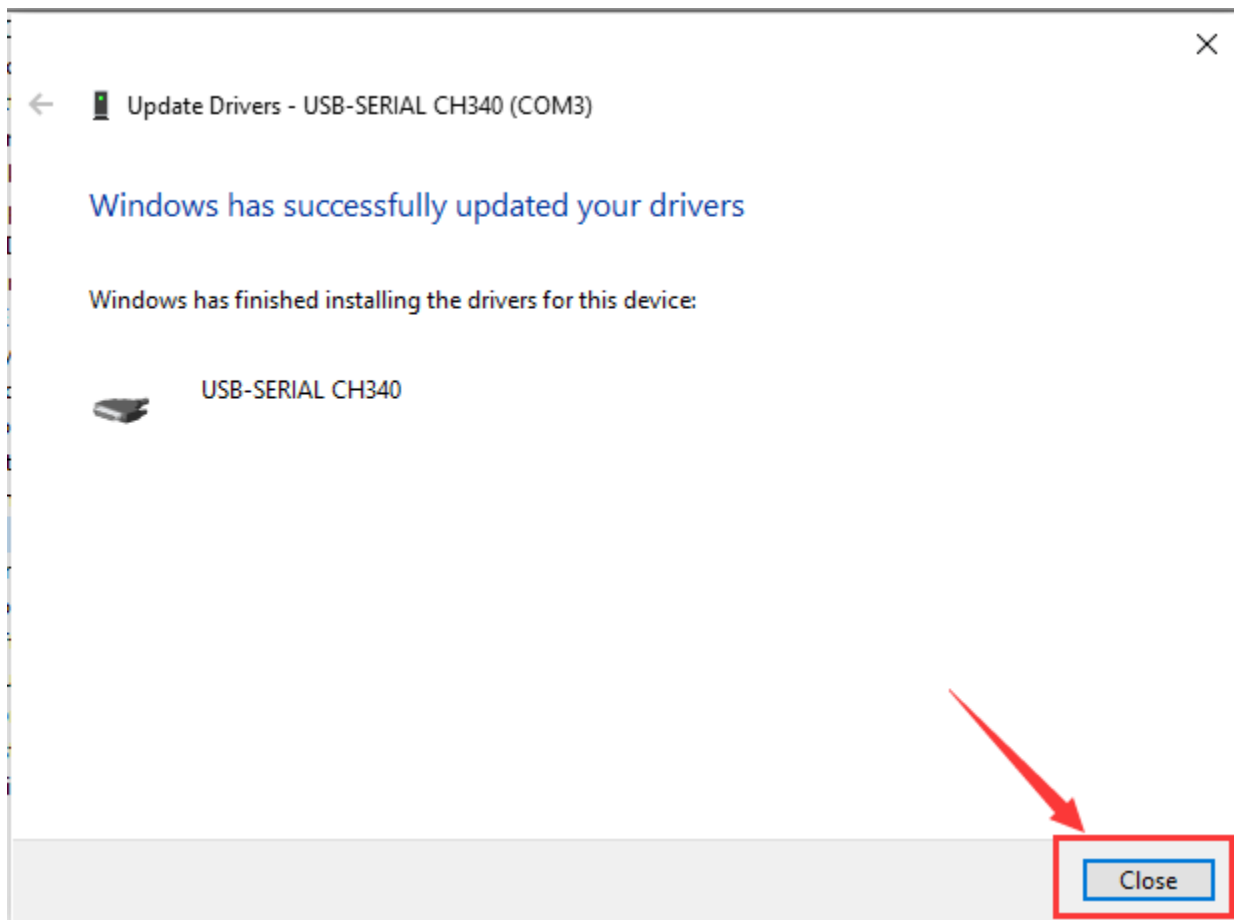 Update Drivers - USB-SERIAL CH340 (COM3)
Windows has successfully updated your drivers
Windows has finished installing the drivers for this device:
USB-SERIAL CH340
Close